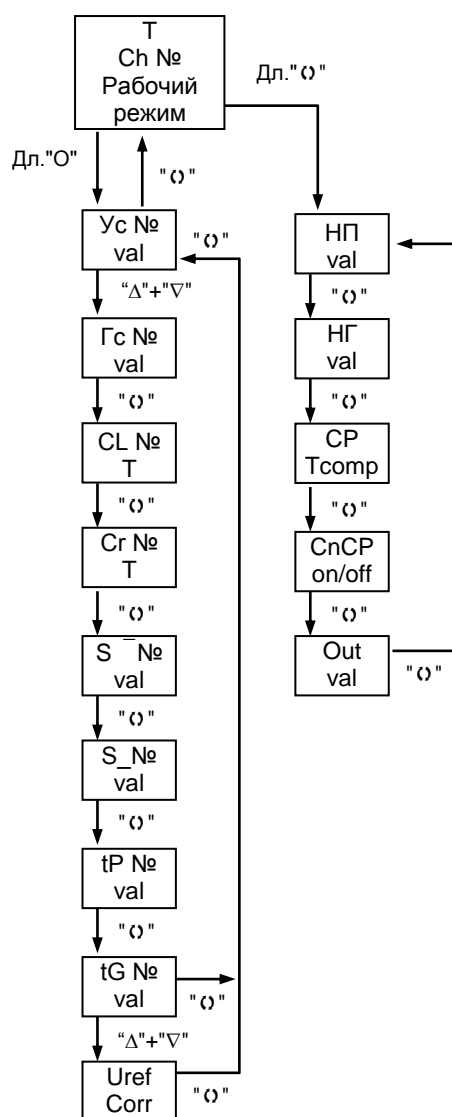 T
Ch №
Рабочий
режим
Дл."O"
"↻"
Дл."↻"
Ус №
val
"↻"
“Δ"+"∇"
Гс №
val
"↻"
CL №
T
"↻"
Cr №
T
"↻"
S ¯ №
val
"↻"
S_№
val
"↻"
tP №
val
"↻"
tG №
val
"↻"
“Δ"+"∇"
Uref
Corr
"↻"
НП
val
"↻"
НГ
val
"↻"
CP
Tcomp
"↻"
CnCP
on/off
"↻"
Out
val
"↻"